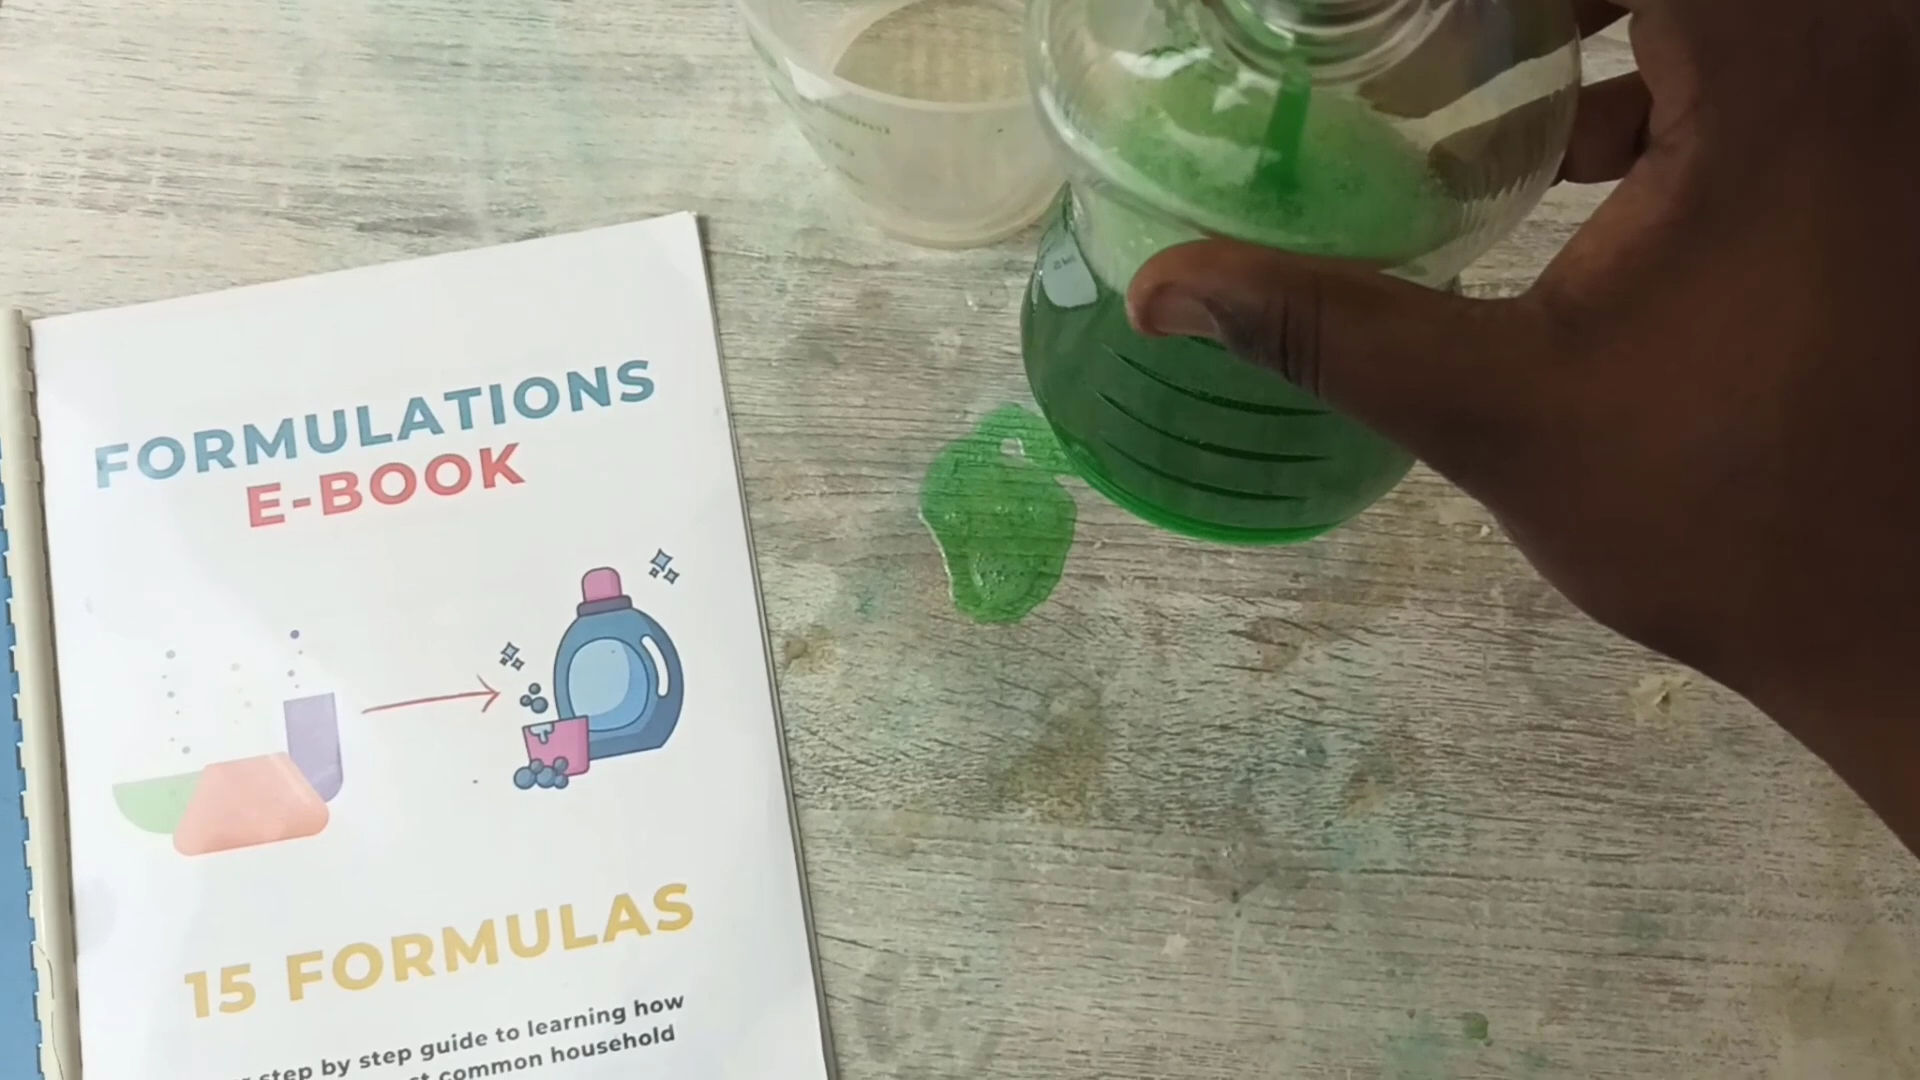 FORMULATIONS
E-BOOK
15 FORMULAS
step by step guide to learning how
common household